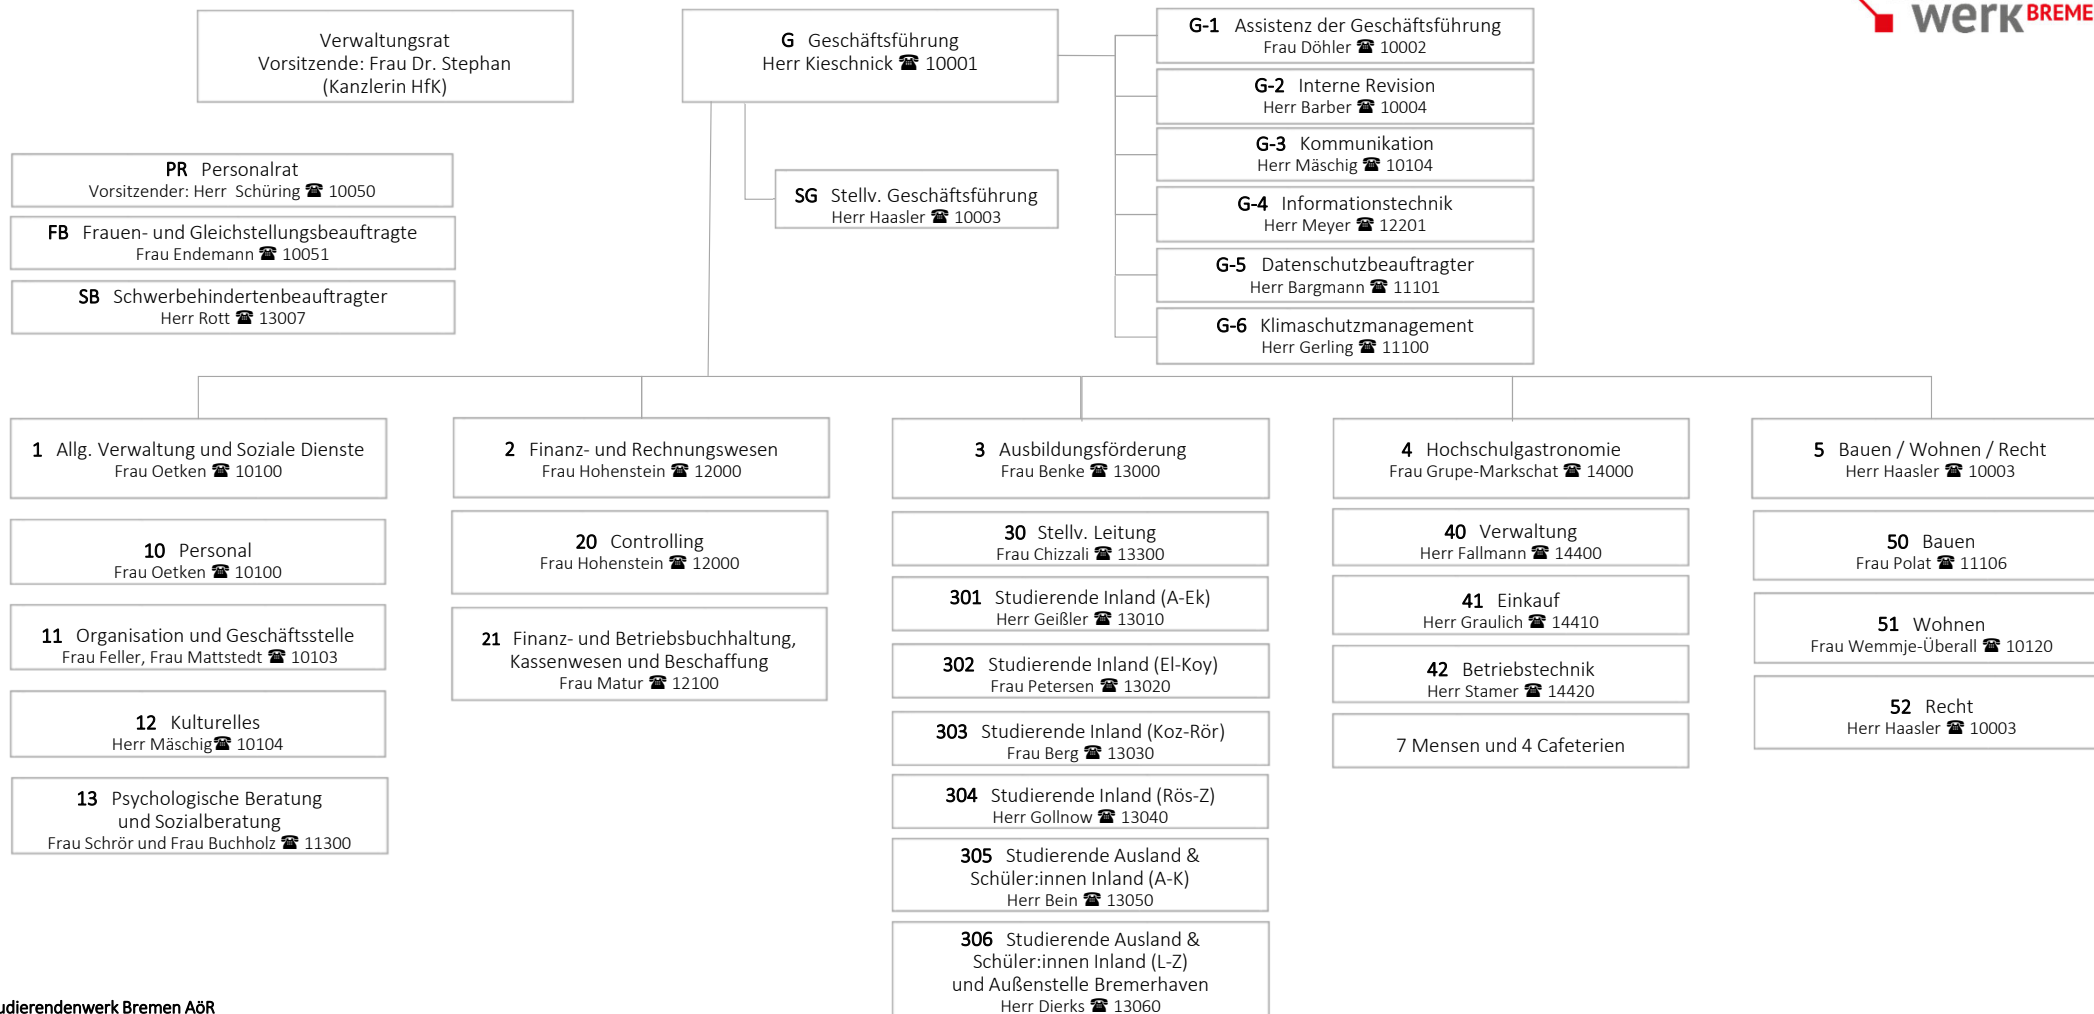 werk BREME
Verwaltungsrat
Vorsitzende: Frau Dr. Stephan
(Kanzlerin HfK)
G Geschäftsführung
Herr Kieschnick ☎ 10001
G-1 Assistenz der Geschäftsführung
Frau Döhler ☎ 10002
G-2 Interne Revision
Herr Barber ☎ 10004
G-3 Kommunikation
Herr Mäschig ☎ 10104
G-4 Informationstechnik
Herr Meyer ☎ 12201
G-5 Datenschutzbeauftragter
Herr Bargmann ☎ 11101
G-6 Klimaschutzmanagement
Herr Gerling ☎ 11100
SG Stellv. Geschäftsführung
Herr Haasler ☎ 10003
PR Personalrat
Vorsitzender: Herr Schüring ☎ 10050
FB Frauen- und Gleichstellungsbeauftragte
Frau Endemann ☎ 10051
SB Schwerbehindertenbeauftragter
Herr Rott ☎ 13007
1 Allg. Verwaltung und Soziale Dienste
Frau Oetken ☎ 10100
10 Personal
Frau Oetken ☎ 10100
11 Organisation und Geschäftsstelle
Frau Feller, Frau Mattstedt ☎ 10103
12 Kulturelles
Herr Mäschig☎ 10104
13 Psychologische Beratung
und Sozialberatung
Frau Schrör und Frau Buchholz ☎ 11300
2 Finanz- und Rechnungswesen
Frau Hohenstein ☎ 12000
20 Controlling
Frau Hohenstein ☎ 12000
21 Finanz- und Betriebsbuchhaltung,
Kassenwesen und Beschaffung
Frau Matur ☎ 12100
3 Ausbildungsförderung
Frau Benke ☎ 13000
30 Stellv. Leitung
Frau Chizzali ☎ 13300
301 Studierende Inland (A-Ek)
Herr Geißler ☎ 13010
302 Studierende Inland (El-Koy)
Frau Petersen ☎ 13020
303 Studierende Inland (Koz-Rör)
Frau Berg ☎ 13030
304 Studierende Inland (Rös-Z)
Herr Gollnow ☎ 13040
305 Studierende Ausland &
Schüler:innen Inland (A-K)
Herr Bein ☎ 13050
306 Studierende Ausland &
Schüler:innen Inland (L-Z)
und Außenstelle Bremerhaven
Herr Dierks ☎ 13060
4 Hochschulgastronomie
Frau Grupe-Markschat ☎ 14000
40 Verwaltung
Herr Fallmann ☎ 14400
41 Einkauf
Herr Graulich ☎ 14410
42 Betriebstechnik
Herr Stamer ☎ 14420
7 Mensen und 4 Cafeterien
5 Bauen / Wohnen / Recht
Herr Haasler ☎ 10003
50 Bauen
Frau Polat ☎ 11106
51 Wohnen
Frau Wemmje-Überall ☎ 10120
52 Recht
Herr Haasler ☎ 10003
udierendenwerk Bremen AöR